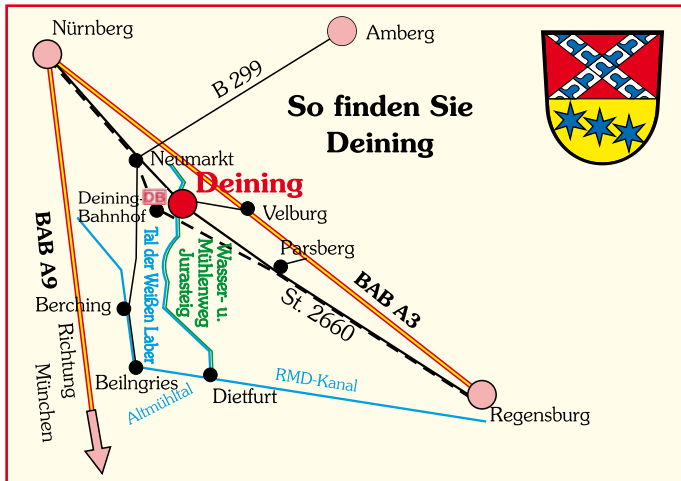 Nürnberg
Amberg
B 299
So finden Sie
Deining
Neumarkt
Deining
DB
Deining-
Bahnhof
Velburg
BAB A9
Tal der Weißen Laber
Wasser- u.
Mühlenweg
Jurasteig
Parsberg
BAB A3
St. 2660
Berching
Richtung
München
Beilngries
Altmühltal
Dietfurt
RMD-Kanal
Regensburg